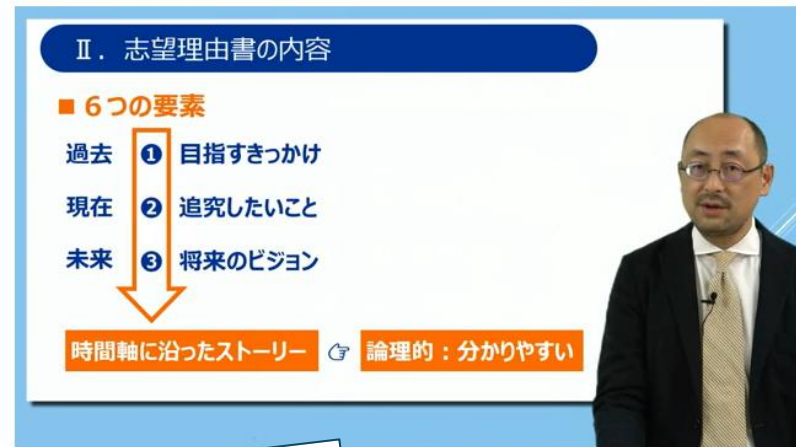 Ⅱ．志望理由書の内容
■ 6つの要素
過去 ❶ 目指すきっかけ
現在 ❷ 追究したいこと
未来 ❸ 将来のビジョン
時間軸に沿ったストーリー ☞ 論理的：分かりやすい